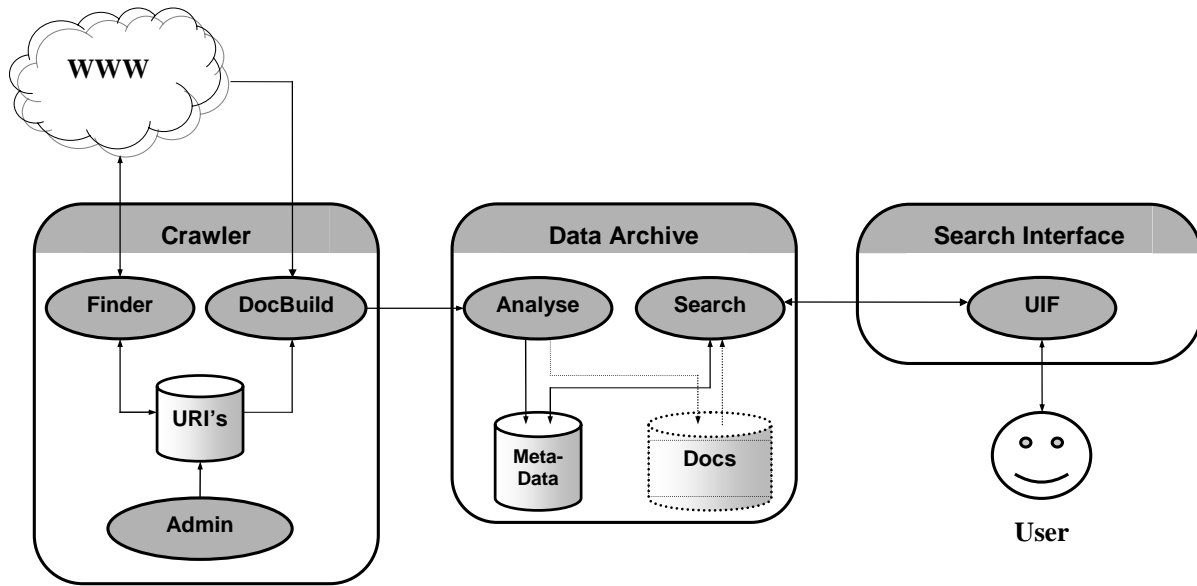 WWW
Crawler
Data Archive
Search Interface
Finder
DocBuild
Analyse
Search
UIF
URI's
Meta-
Data
Docs
Admin
User